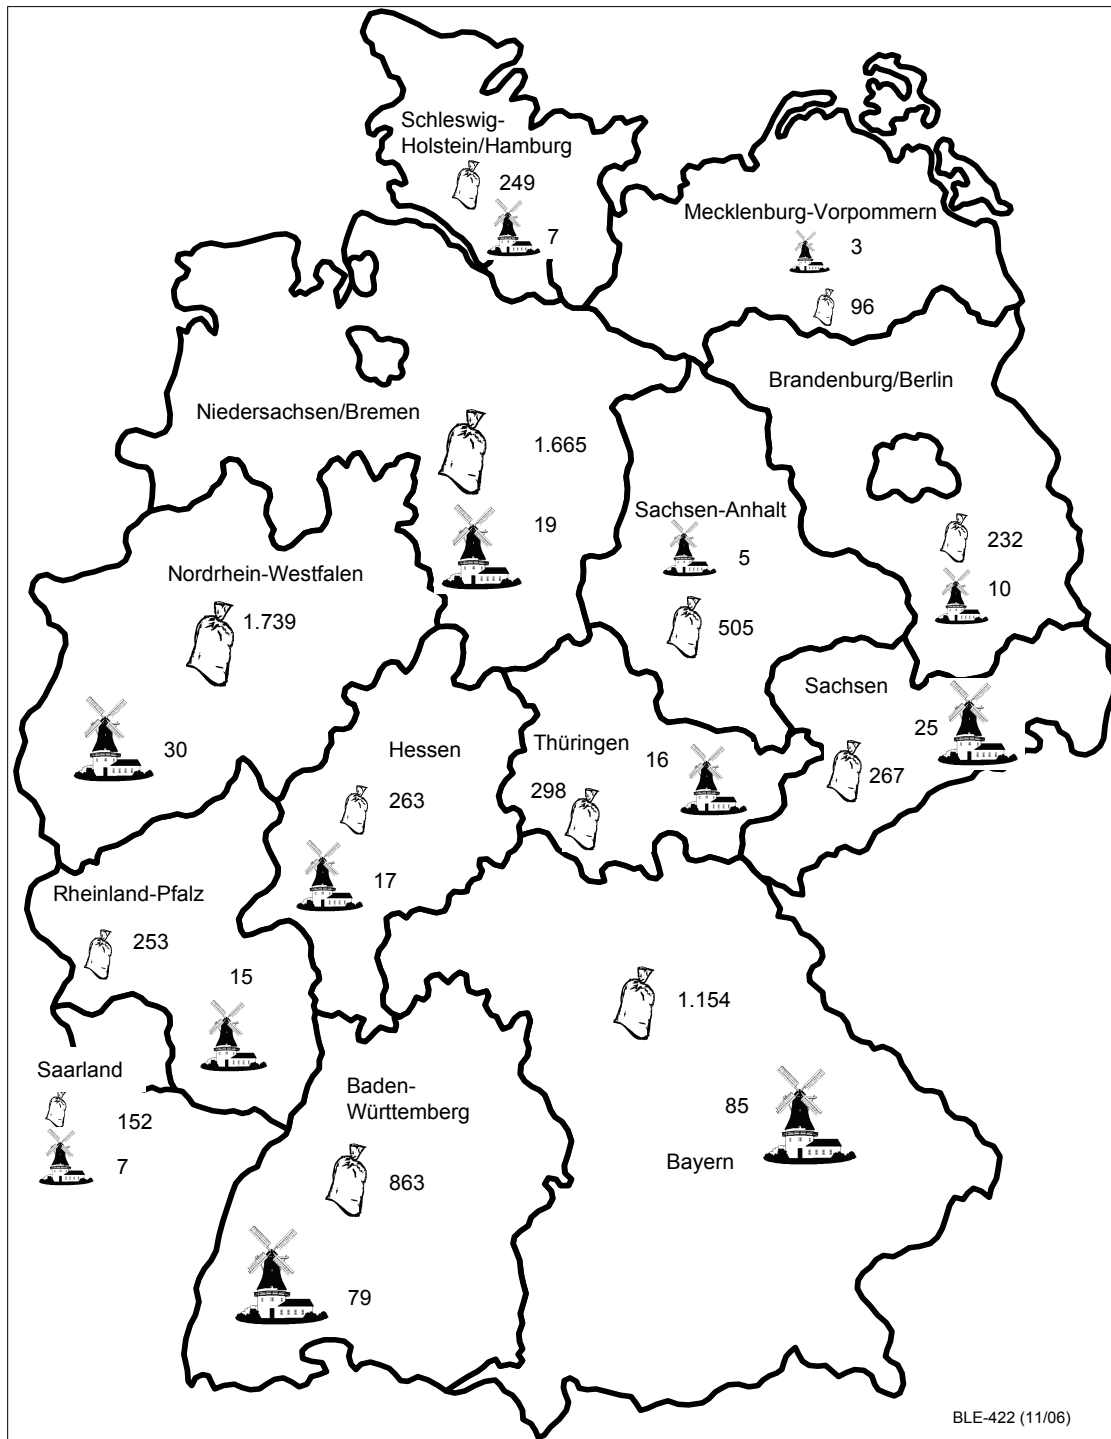 Schleswig-
Holstein/Hamburg
249
7
Mecklenburg-Vorpommern
3
96
Brandenburg/Berlin
232
10
Niedersachsen/Bremen
1.665
19
Sachsen-Anhalt
5
505
Nordrhein-Westfalen
1.739
30
Hessen
263
17
Thüringen
16
298
Sachsen
25
267
Rheinland-Pfalz
253
15
Saarland
152
7
Baden-
Württemberg
863
79
1.154
85
Bayern
BLE-422 (11/06)